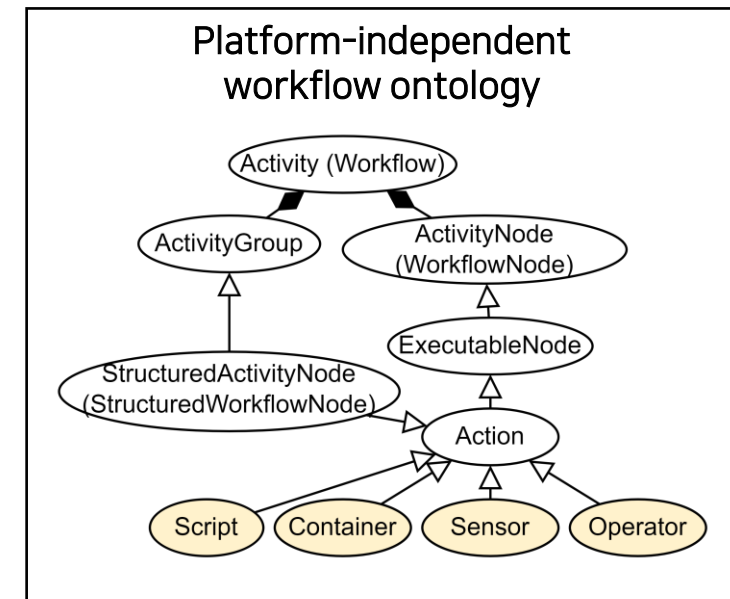 Platform-independent
workflow ontology
Activity (Workflow)
ActivityGroup
ActivityNode
(WorkflowNode)
ExecutableNode
StructuredActivityNode
(StructuredWorkflowNode)
Action
Script
Container
Sensor
Operator